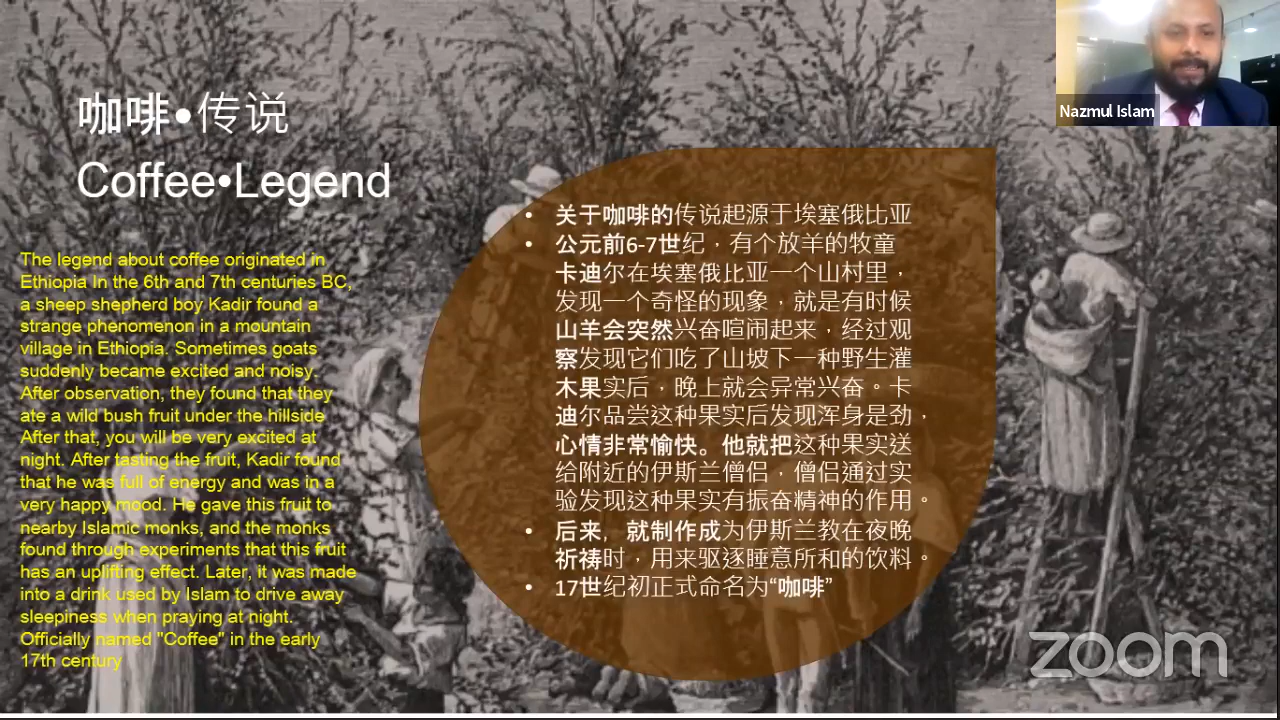 咖啡•传说
Coffee•Legend
The legend about coffee originated in
Ethiopia In the 6th and 7th centuries BC,
a sheep shepherd boy Kadir found a
strange phenomenon in a mountain
village in Ethiopia. Sometimes goats
suddenly became excited and noisy.
After observation, they found that they
ate a wild bush fruit under the hillside
After that, you will be very excited at
night. After tasting the fruit, Kadir found
that he was full of energy and was in a
very happy mood. He gave this fruit to
nearby Islamic monks, and the monks
found through experiments that this fruit
has an uplifting effect. Later, it was made
into a drink used by Islam to drive away
sleepiness when praying at night.
Officially named "Coffee" in the early
17th century
• 关于咖啡的传说起源于埃塞俄比亚
• 公元前6-7世纪，有个放羊的牧童
卡迪尔在埃塞俄比亚一个山村里，
发现一个奇怪的现象，就是有时候
山羊会突然兴奋喧闹起来，经过观
察发现它们吃了山坡下一种野生灌
木果实后，晚上就会异常兴奋。卡
迪尔品尝这种果实后发现浑身是劲，
心情非常愉快。他就把这种果实送
给附近的伊斯兰僧侣，僧侣通过实
验发现这种果实有振奋精神的作用。
• 后来，就制作成为伊斯兰教在夜晚
祈祷时，用来驱逐睡意所和的饮料。
• 17世纪初正式命名为“咖啡”
Nazmul Islam
zoom